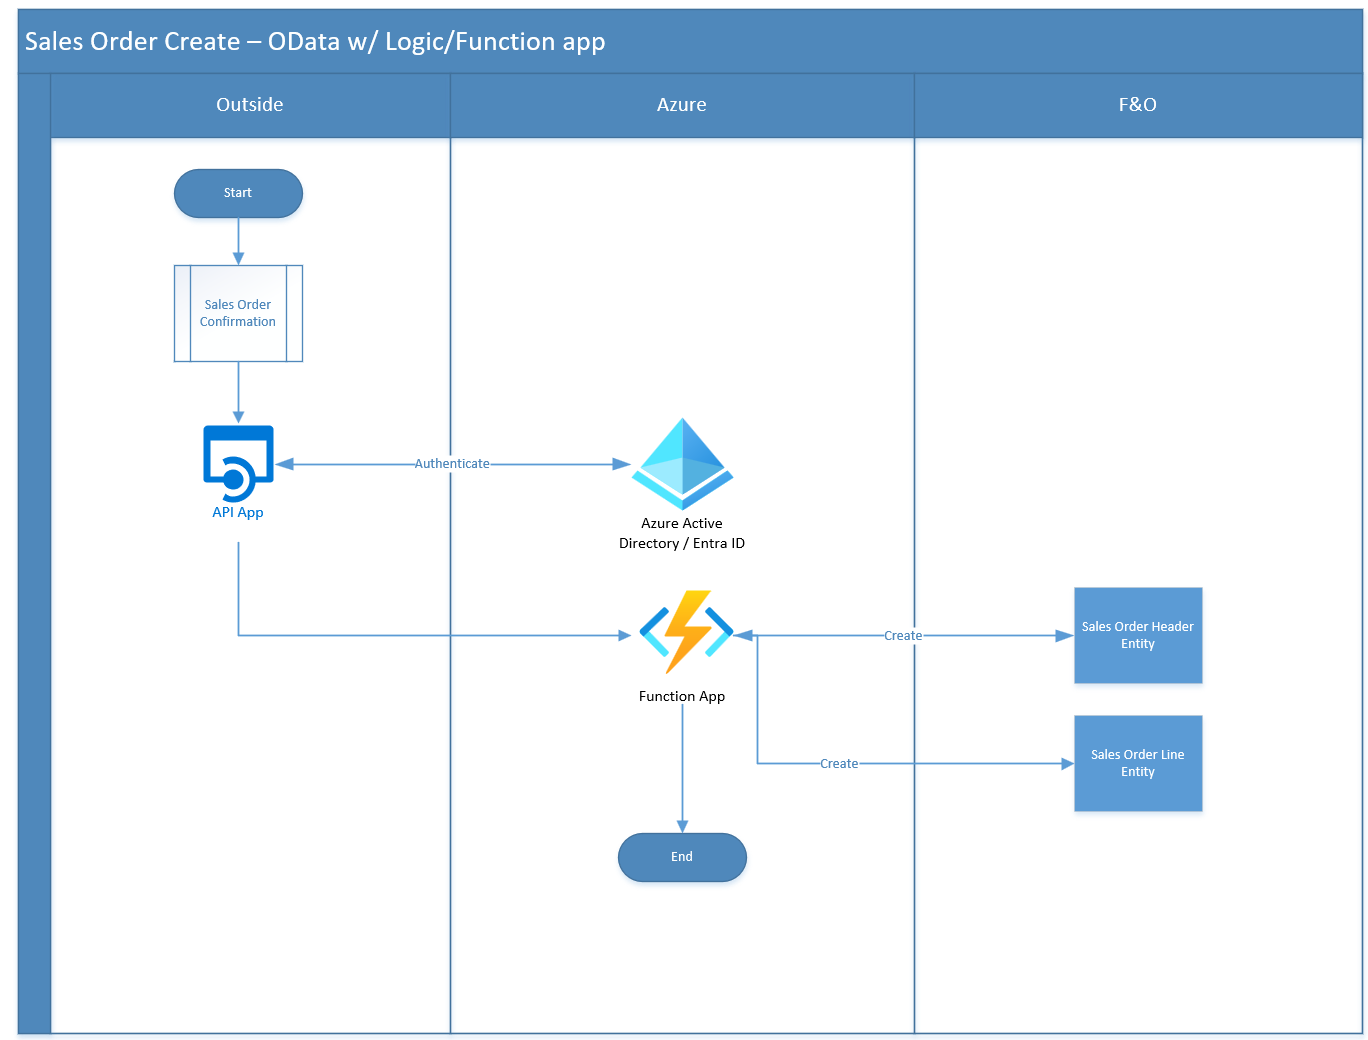 Sales Order Create – OData w/ Logic/Function app
Outside
Azure
F&O
Start
Sales Order
Confirmation
API App
Authenticate
Azure Active
Directory / Entra ID
Function App
Create
Sales Order Header
Entity
Create
Sales Order Line
Entity
End